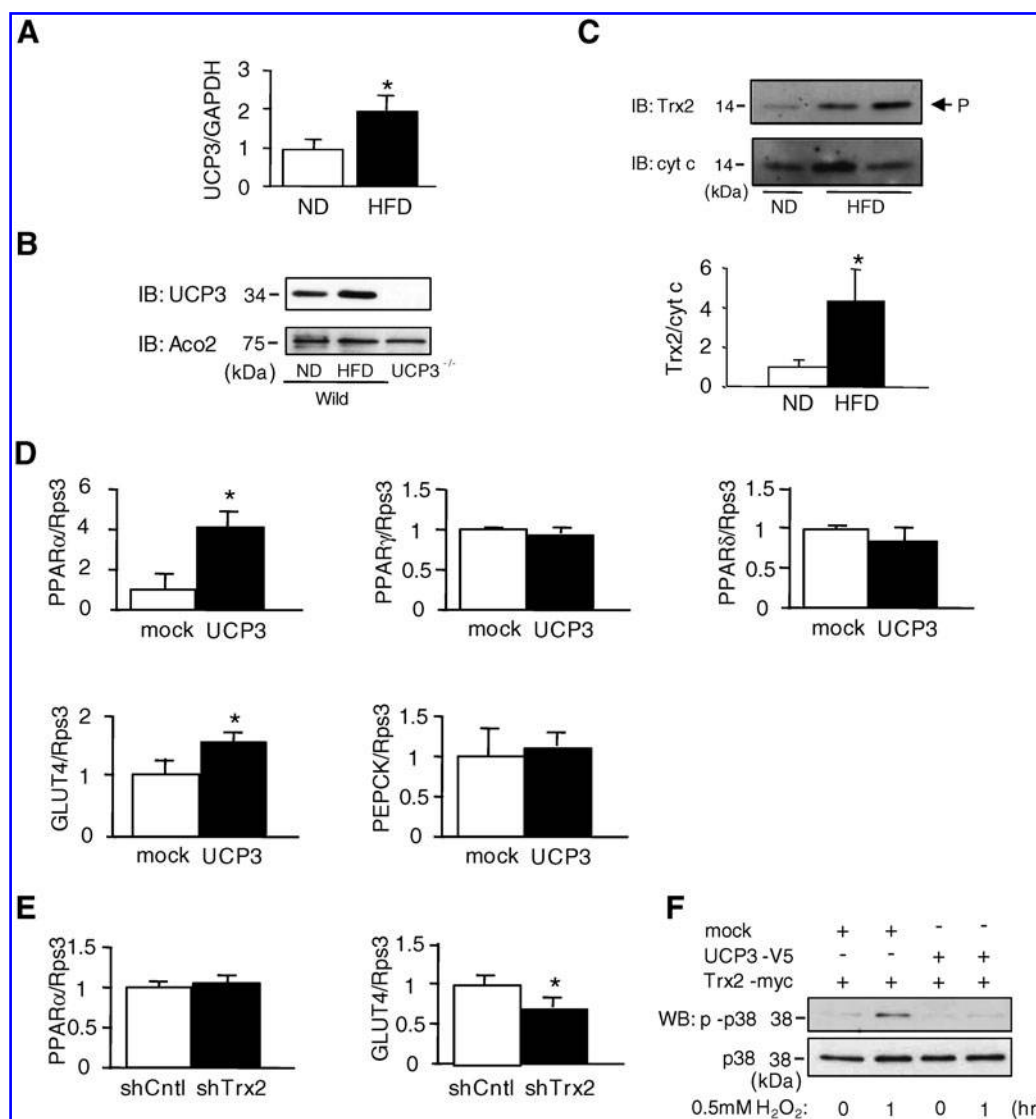 A
UCP3/GAPDH
3
2
1
0
*
ND HFD
B
IB: UCP3 34
IB: Aco2 75
(kDa) ND HFD UCP3 -/-
Wild
C
IB: Trx2 14 P
IB: cyt c 14
(kDa) ND HFD
Trx2/cyt c
6
4
2
0
*
ND HFD
D
PPARα/Rps3
6
4
2
0
*
mock UCP3
PPARγ/Rps3
1.5
1
0.5
0
mock UCP3
PPARδ/Rps3
1.5
1
0.5
0
mock UCP3
GLUT4/Rps3
2
1
0
*
mock UCP3
PEPCK/Rps3
1.5
1
0.5
0
mock UCP3
E
PPARα/Rps3
1.5
1
0.5
0
shCntl shTrx2
GLUT4/Rps3
1.5
1
0.5
0
*
shCntl shTrx2
F
mock + + - -
UCP3 -V5 - - + +
Trx2 -myc + + + +
WB: p -p38 38
p38 38
(kDa)
0.5mM H₂O₂: 0 1 0 1 (hr